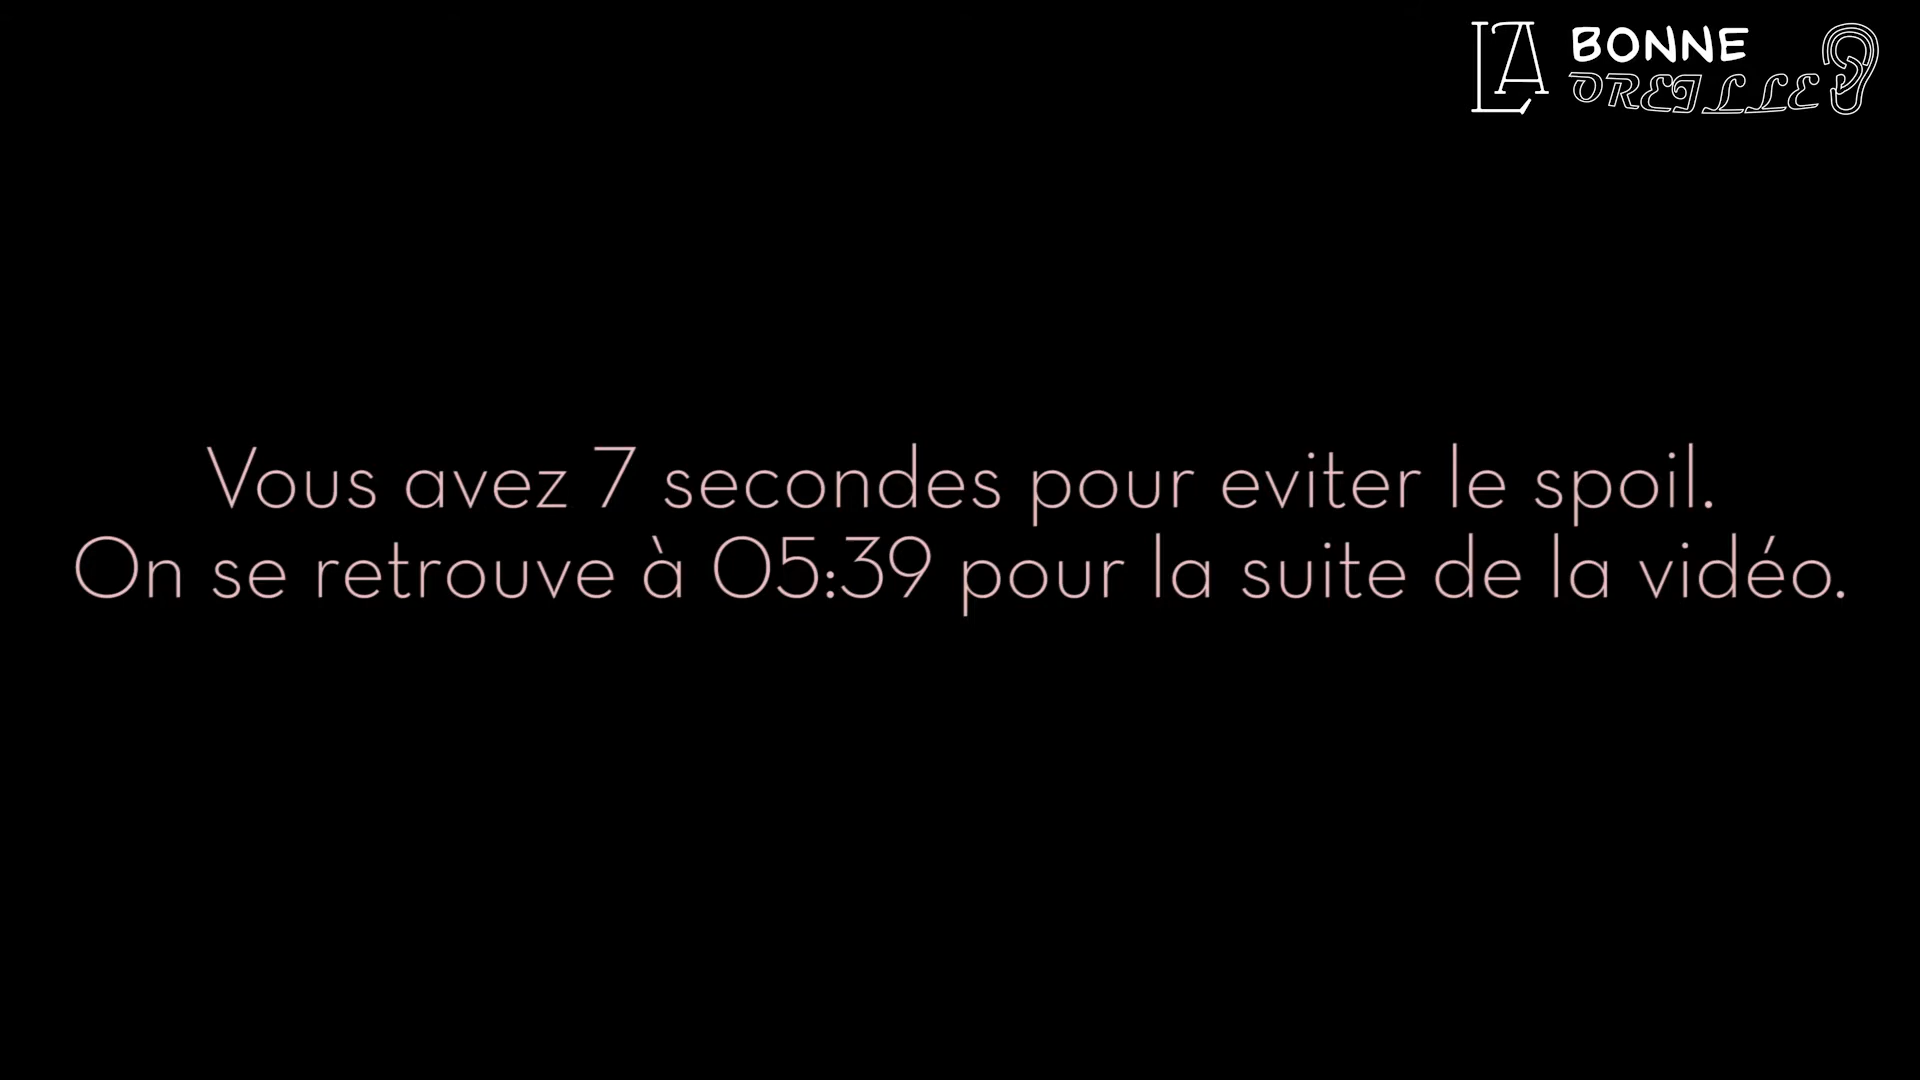 LA BONNE
OREILLE
Vous avez 7 secondes pour eviter le spoil.
On se retrouve à 05:39 pour la suite de la vidéo.